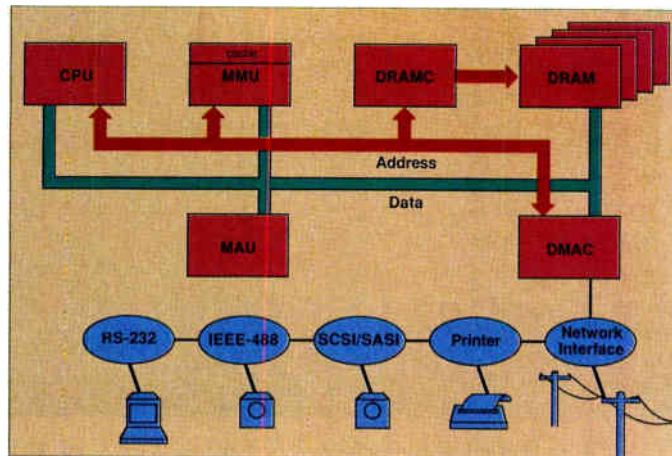 cache
CPU
MMU
DRAMC
DRAM
Address
Data
MAU
DMAC
RS-232
IEEE-488
SCSI/SASI
Printer
Network
Interface